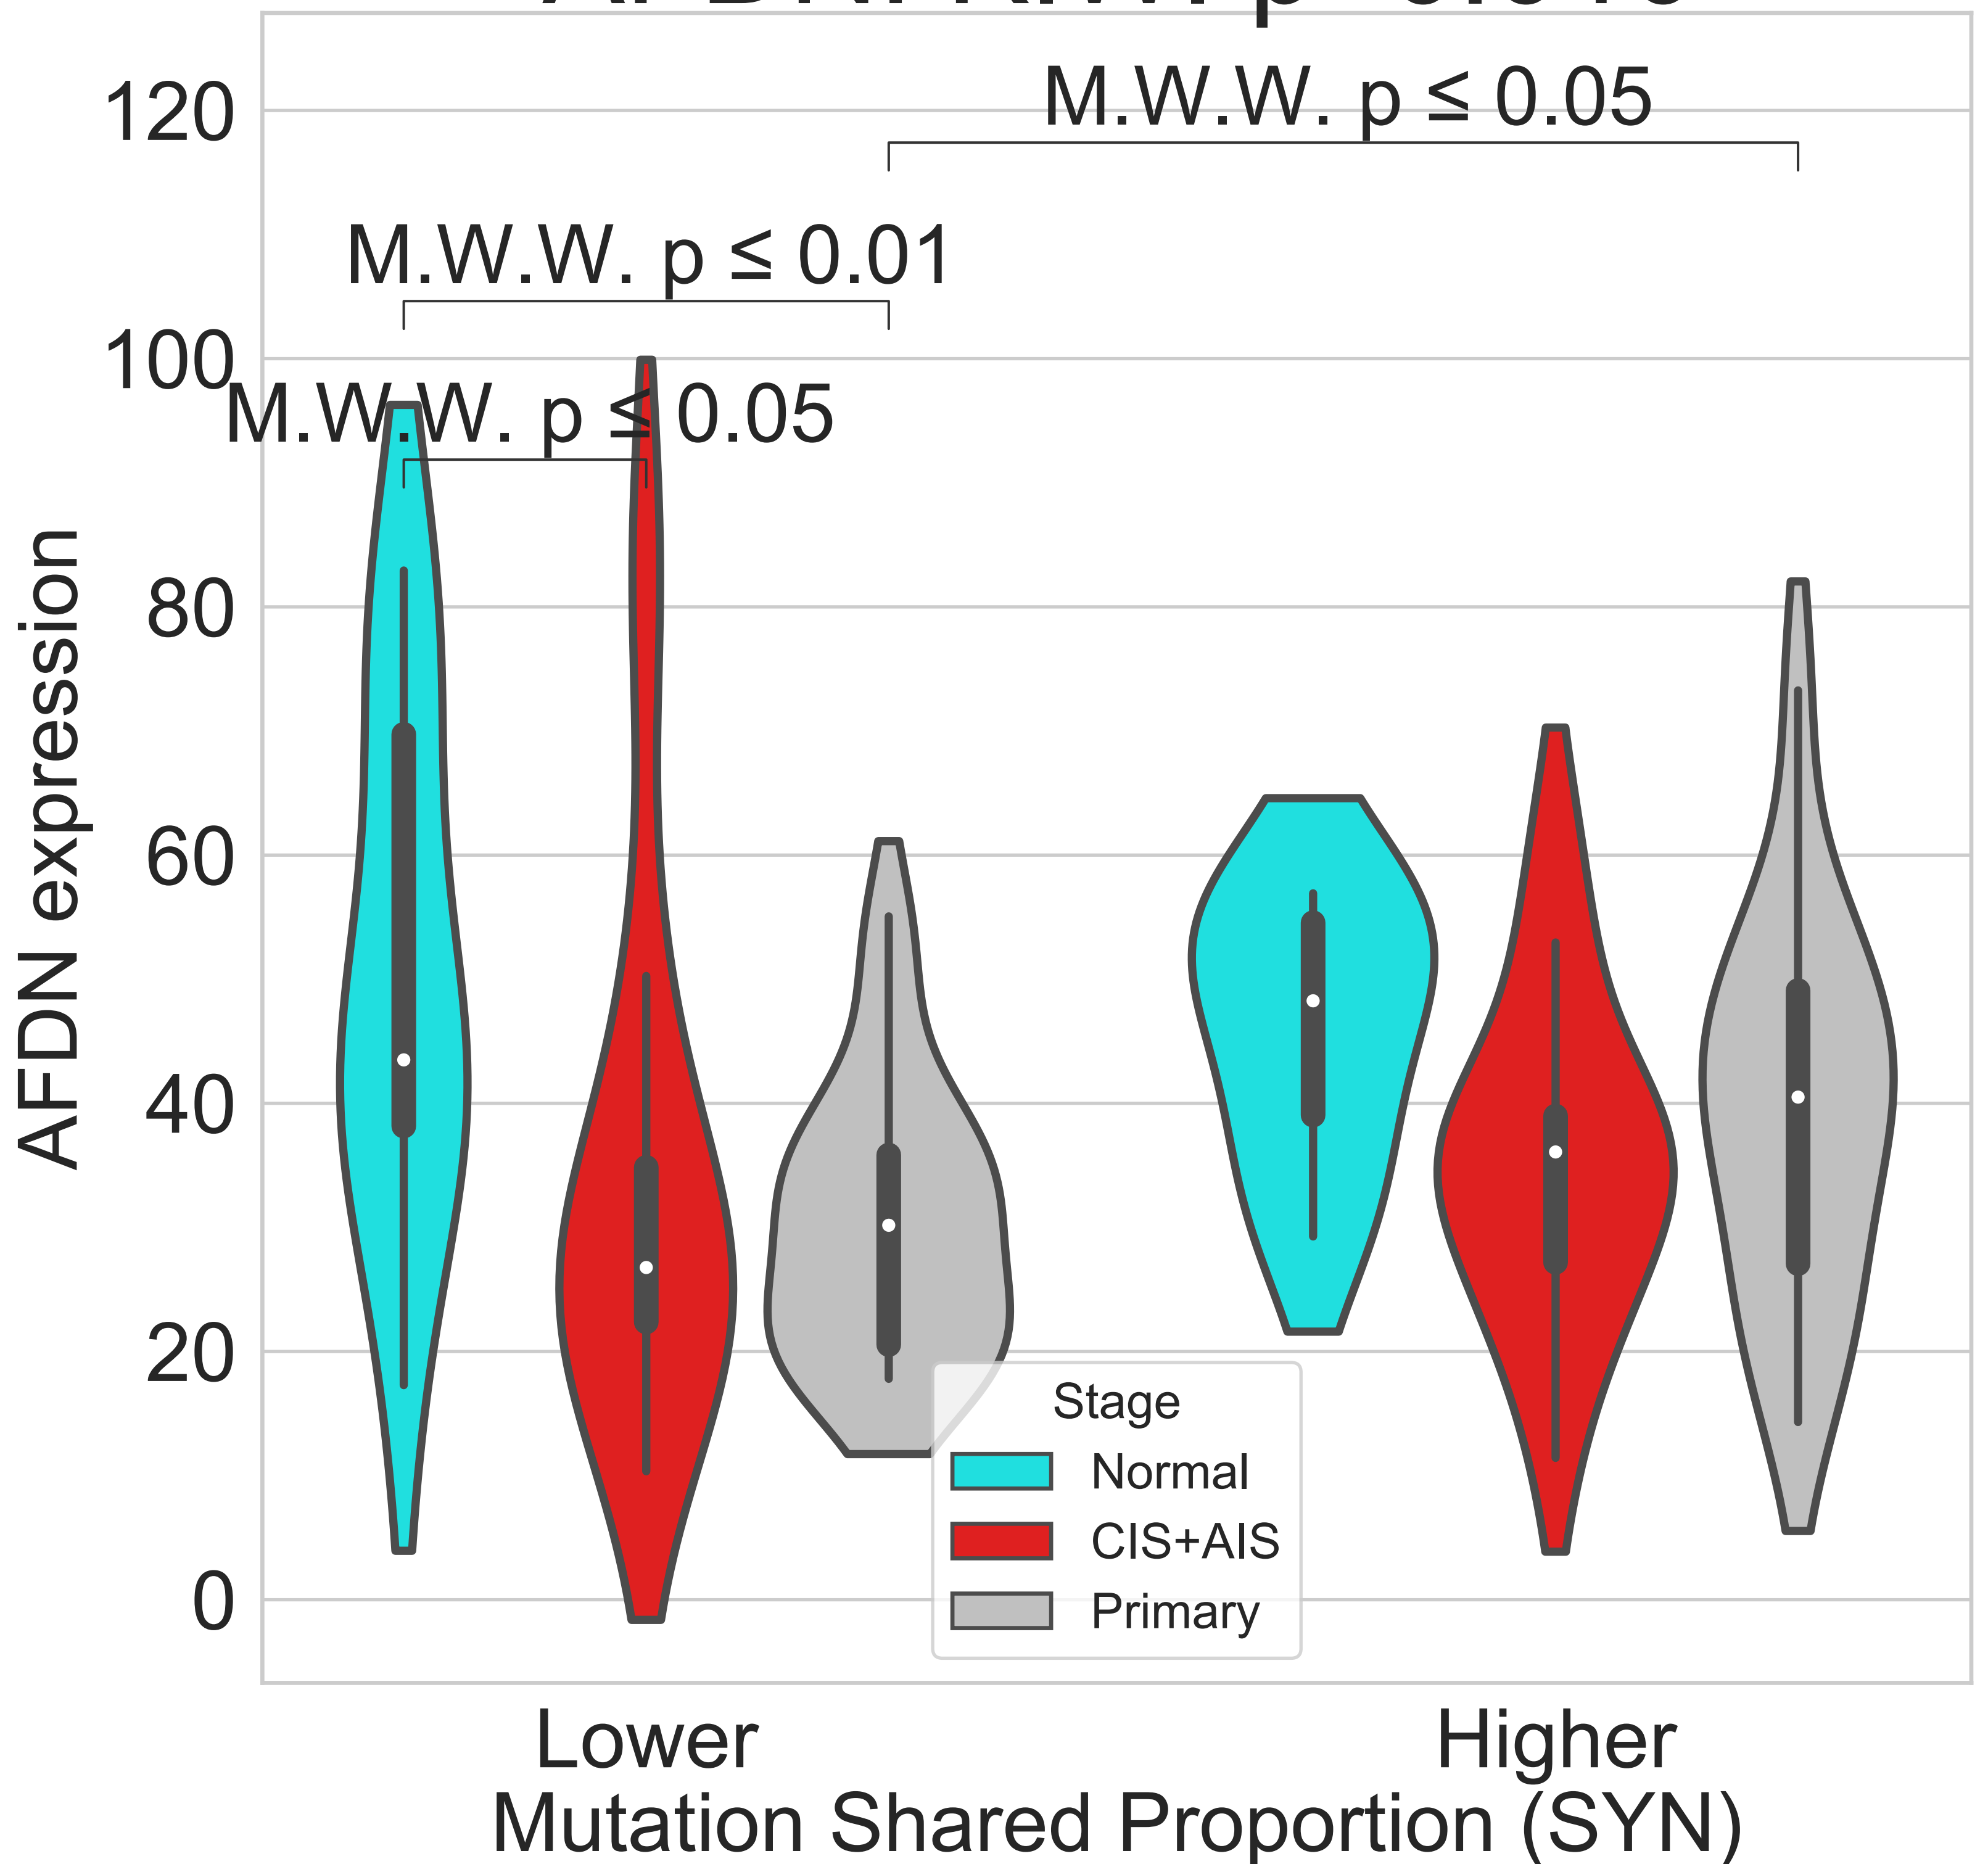 M.W.W. p ≤ 0.05
M.W.W. p ≤ 0.01
M.W.W. p ≤ 0.05
120
100
80
60
40
20
0
AFDN expression
Stage
Normal
CIS+AIS
Primary
Lower
Higher
Mutation Shared Proportion (SYN)